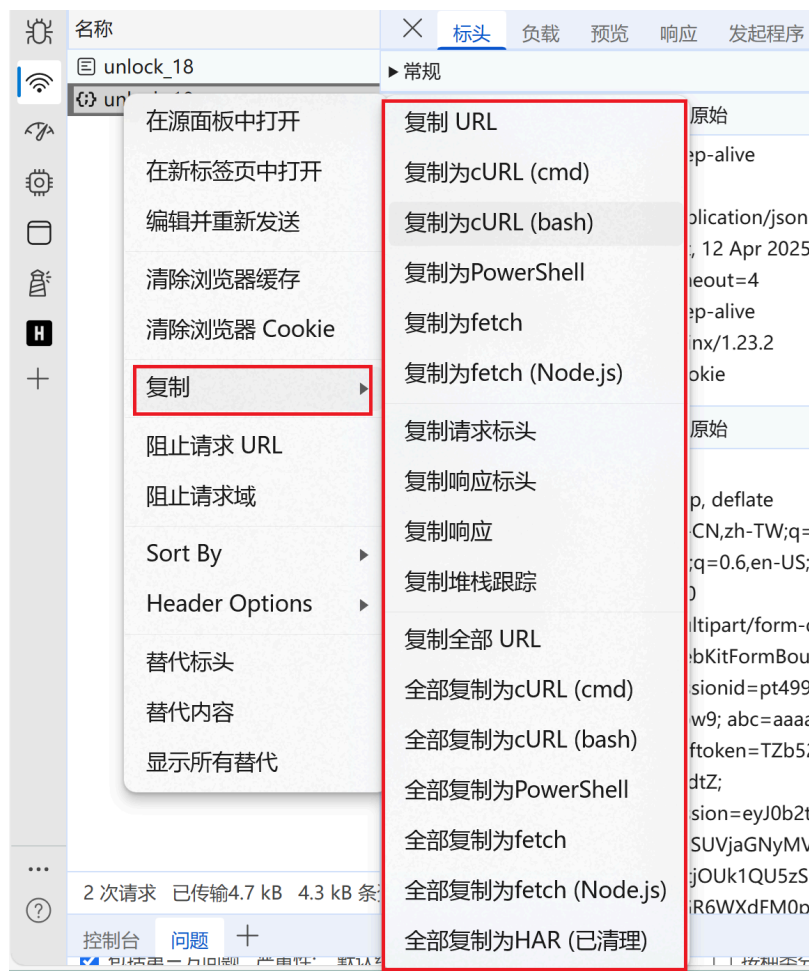 名称
标头 负载 预览 响应 发起程序
unlock_18
常规
在源面板中打开
在新标签页中打开
编辑并重新发送
清除浏览器缓存
清除浏览器 Cookie
复制
阻止请求 URL
阻止请求域
Sort By
Header Options
替代标头
替代内容
显示所有替代
复制 URL
复制为cURL (cmd)
复制为cURL (bash)
复制为PowerShell
复制为fetch
复制为fetch (Node.js)
复制请求标头
复制响应标头
复制响应
复制堆栈跟踪
复制全部 URL
全部复制为cURL (cmd)
全部复制为cURL (bash)
全部复制为PowerShell
全部复制为fetch
全部复制为fetch (Node.js)
全部复制为HAR (已清理)
原始
ep-alive
plication/json
, 12 Apr 2025
eout=4
ep-alive
inx/1.23.2
okie
原始
p, deflate
-CN,zh-TW;q=
;q=0.6,en-US;
ltipart/form-
ebKitFormBou
sionid=pt499
w9; abc=aaaa
ftoken=TZb5
dtZ;
sion=eyJ0b2t
SUVjaGNyMV
jOUk1QU5zS
R6WXdFM0p
2 次请求 已传输4.7 kB 4.3 kB
控制台 问题